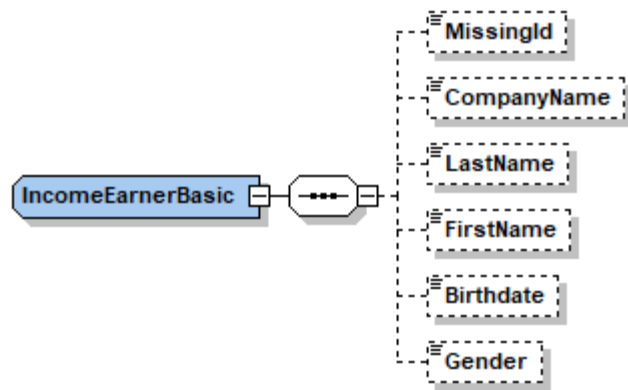 MissingId
CompanyName
LastName
IncomeEarnerBasic
FirstName
Birthdate
Gender